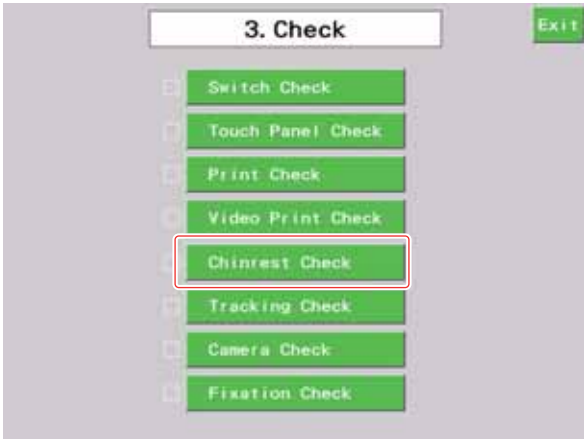 3. Check
Exit
Switch Check
Touch Panel Check
Print Check
Video Print Check
Chinrest Check
Tracking Check
Camera Check
Fixation Check